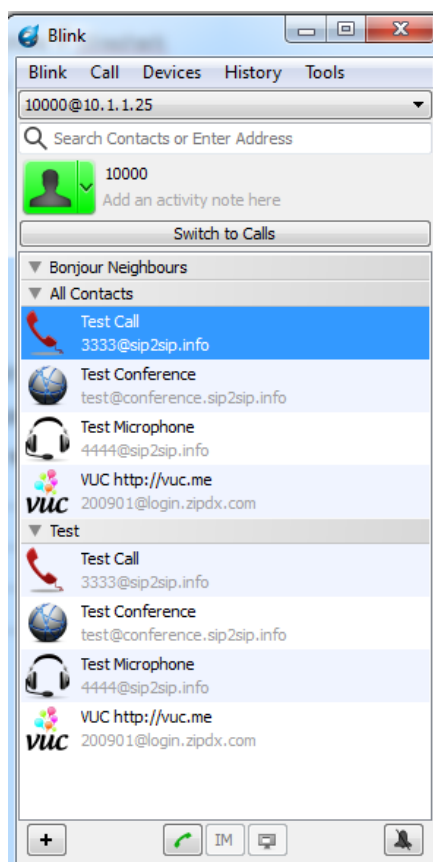 Blink
Blink Call Devices History Tools
10000@10.1.1.25
Search Contacts or Enter Address
10000
Add an activity note here
Switch to Calls
Bonjour Neighbours
All Contacts
Test Call
3333@sip2sip.info
Test Conference
test@conference.sip2sip.info
Test Microphone
4444@sip2sip.info
VUC http://vuc.me
vuc 200901@login.zipdx.com
Test
Test Call
3333@sip2sip.info
Test Conference
test@conference.sip2sip.info
Test Microphone
4444@sip2sip.info
VUC http://vuc.me
vuc 200901@login.zipdx.com
+ IM